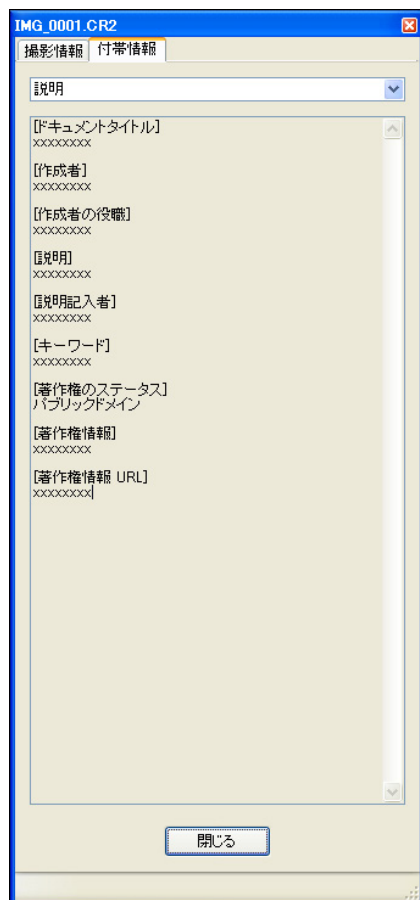 IMG_0001.CR2
撮影情報 付帯情報
説明
[ドキュメントタイトル]
xxxxxxxx
[作成者]
xxxxxxxx
[作成者の役職]
xxxxxxxx
[説明]
xxxxxxxx
[説明記入者]
xxxxxxxx
[キーワード]
xxxxxxxx
[著作権のステータス]
パブリックドメイン
[著作権情報]
xxxxxxxx
[著作権情報 URL]
xxxxxxxx
閉じる